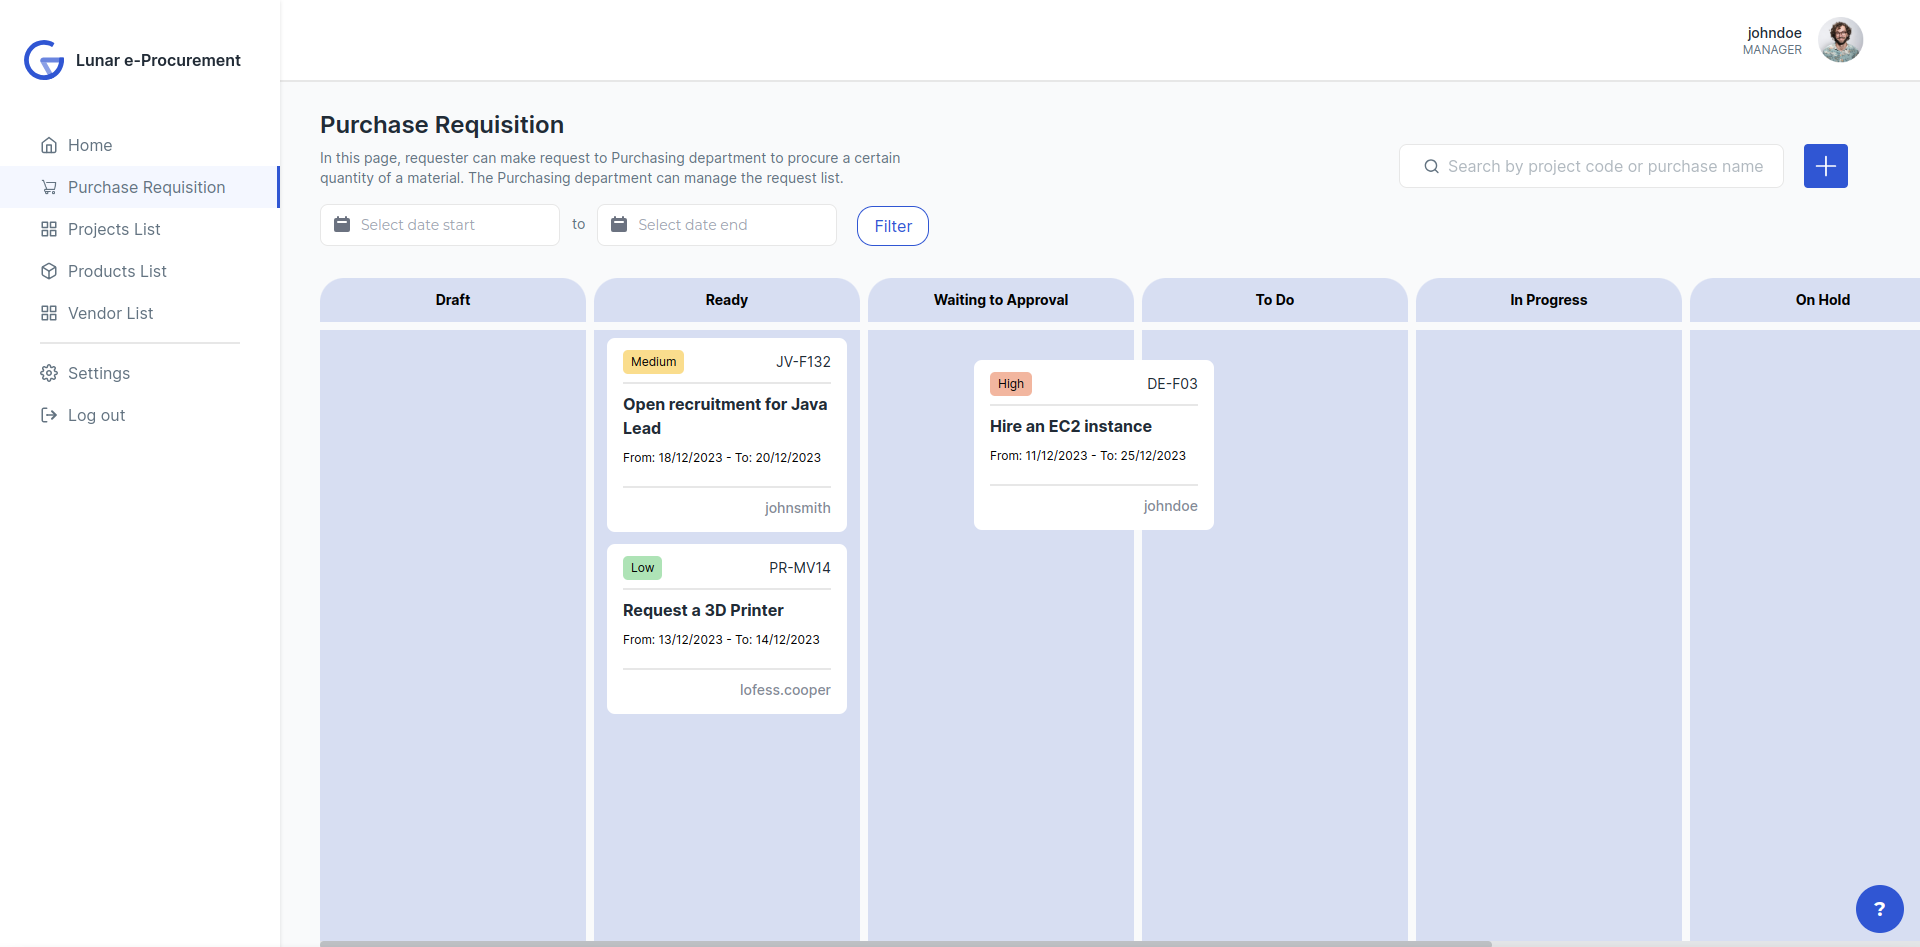 Lunar e-Procurement
johndoe
MANAGER
Home
Purchase Requisition
Projects List
Products List
Vendor List
Settings
Log out
Purchase Requisition
In this page, requester can make request to Purchasing department to procure a certain
quantity of a material. The Purchasing department can manage the request list.
Search by project code or purchase name
Select date start
to
Select date end
Filter
Draft
Ready
Waiting to Approval
To Do
In Progress
On Hold
Medium
JV-F132
Open recruitment for Java
Lead
From: 18/12/2023 - To: 20/12/2023
johnsmith
Low
PR-MV14
Request a 3D Printer
From: 13/12/2023 - To: 14/12/2023
lofess.cooper
High
DE-F03
Hire an EC2 instance
From: 11/12/2023 - To: 25/12/2023
johndoe
?